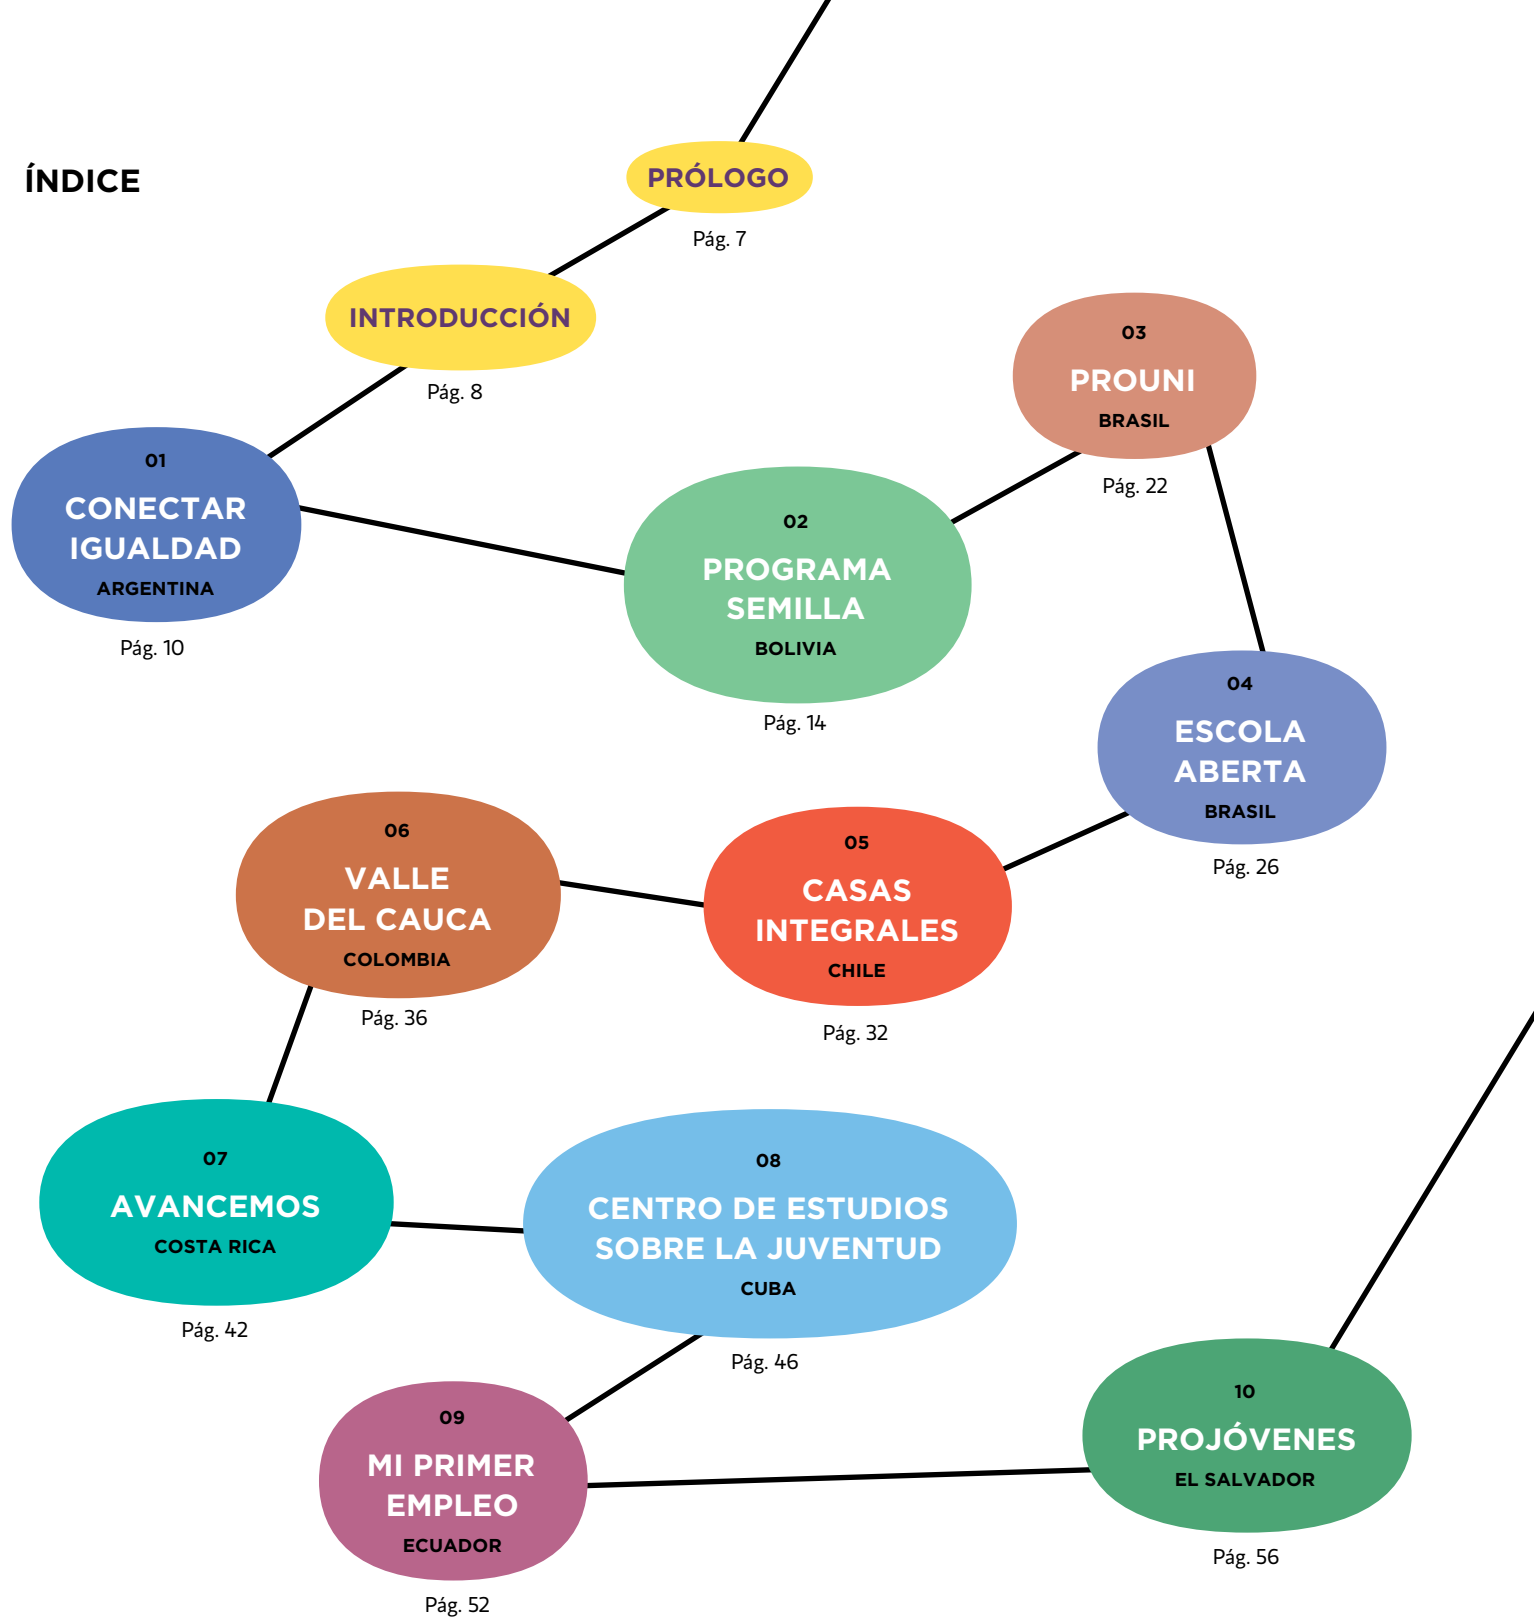 ÍNDICE
PRÓLOGO
Pág. 7
INTRODUCCIÓN
Pág. 8
01
CONECTAR
IGUALDAD
ARGENTINA
Pág. 10
02
PROGRAMA
SEMILLA
BOLIVIA
Pág. 14
03
PROUNI
BRASIL
Pág. 22
04
ESCOLA
ABERTA
BRASIL
Pág. 26
05
CASAS
INTEGRALES
CHILE
Pág. 32
06
VALLE
DEL CAUCA
COLOMBIA
Pág. 36
07
AVANCEMOS
COSTA RICA
Pág. 42
08
CENTRO DE ESTUDIOS
SOBRE LA JUVENTUD
CUBA
Pág. 46
09
MI PRIMER
EMPLEO
ECUADOR
Pág. 52
10
PROJÓVENES
EL SALVADOR
Pág. 56